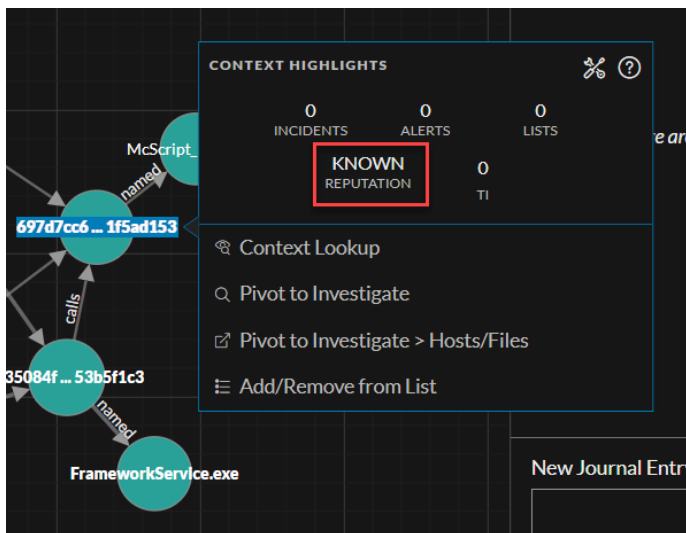 CONTEXT HIGHLIGHTS
0
INCIDENTS
0
ALERTS
0
LISTS
KNOWN
REPUTATION
0
TI
Context Lookup
Pivot to Investigate
Pivot to Investigate > Hosts/Files
Add/Remove from List
McScript_
named
697d7cc6 ... 1f5ad153
calls
35084f ... 53b5f1c3
named
FrameworkService.exe
New Journal Entr